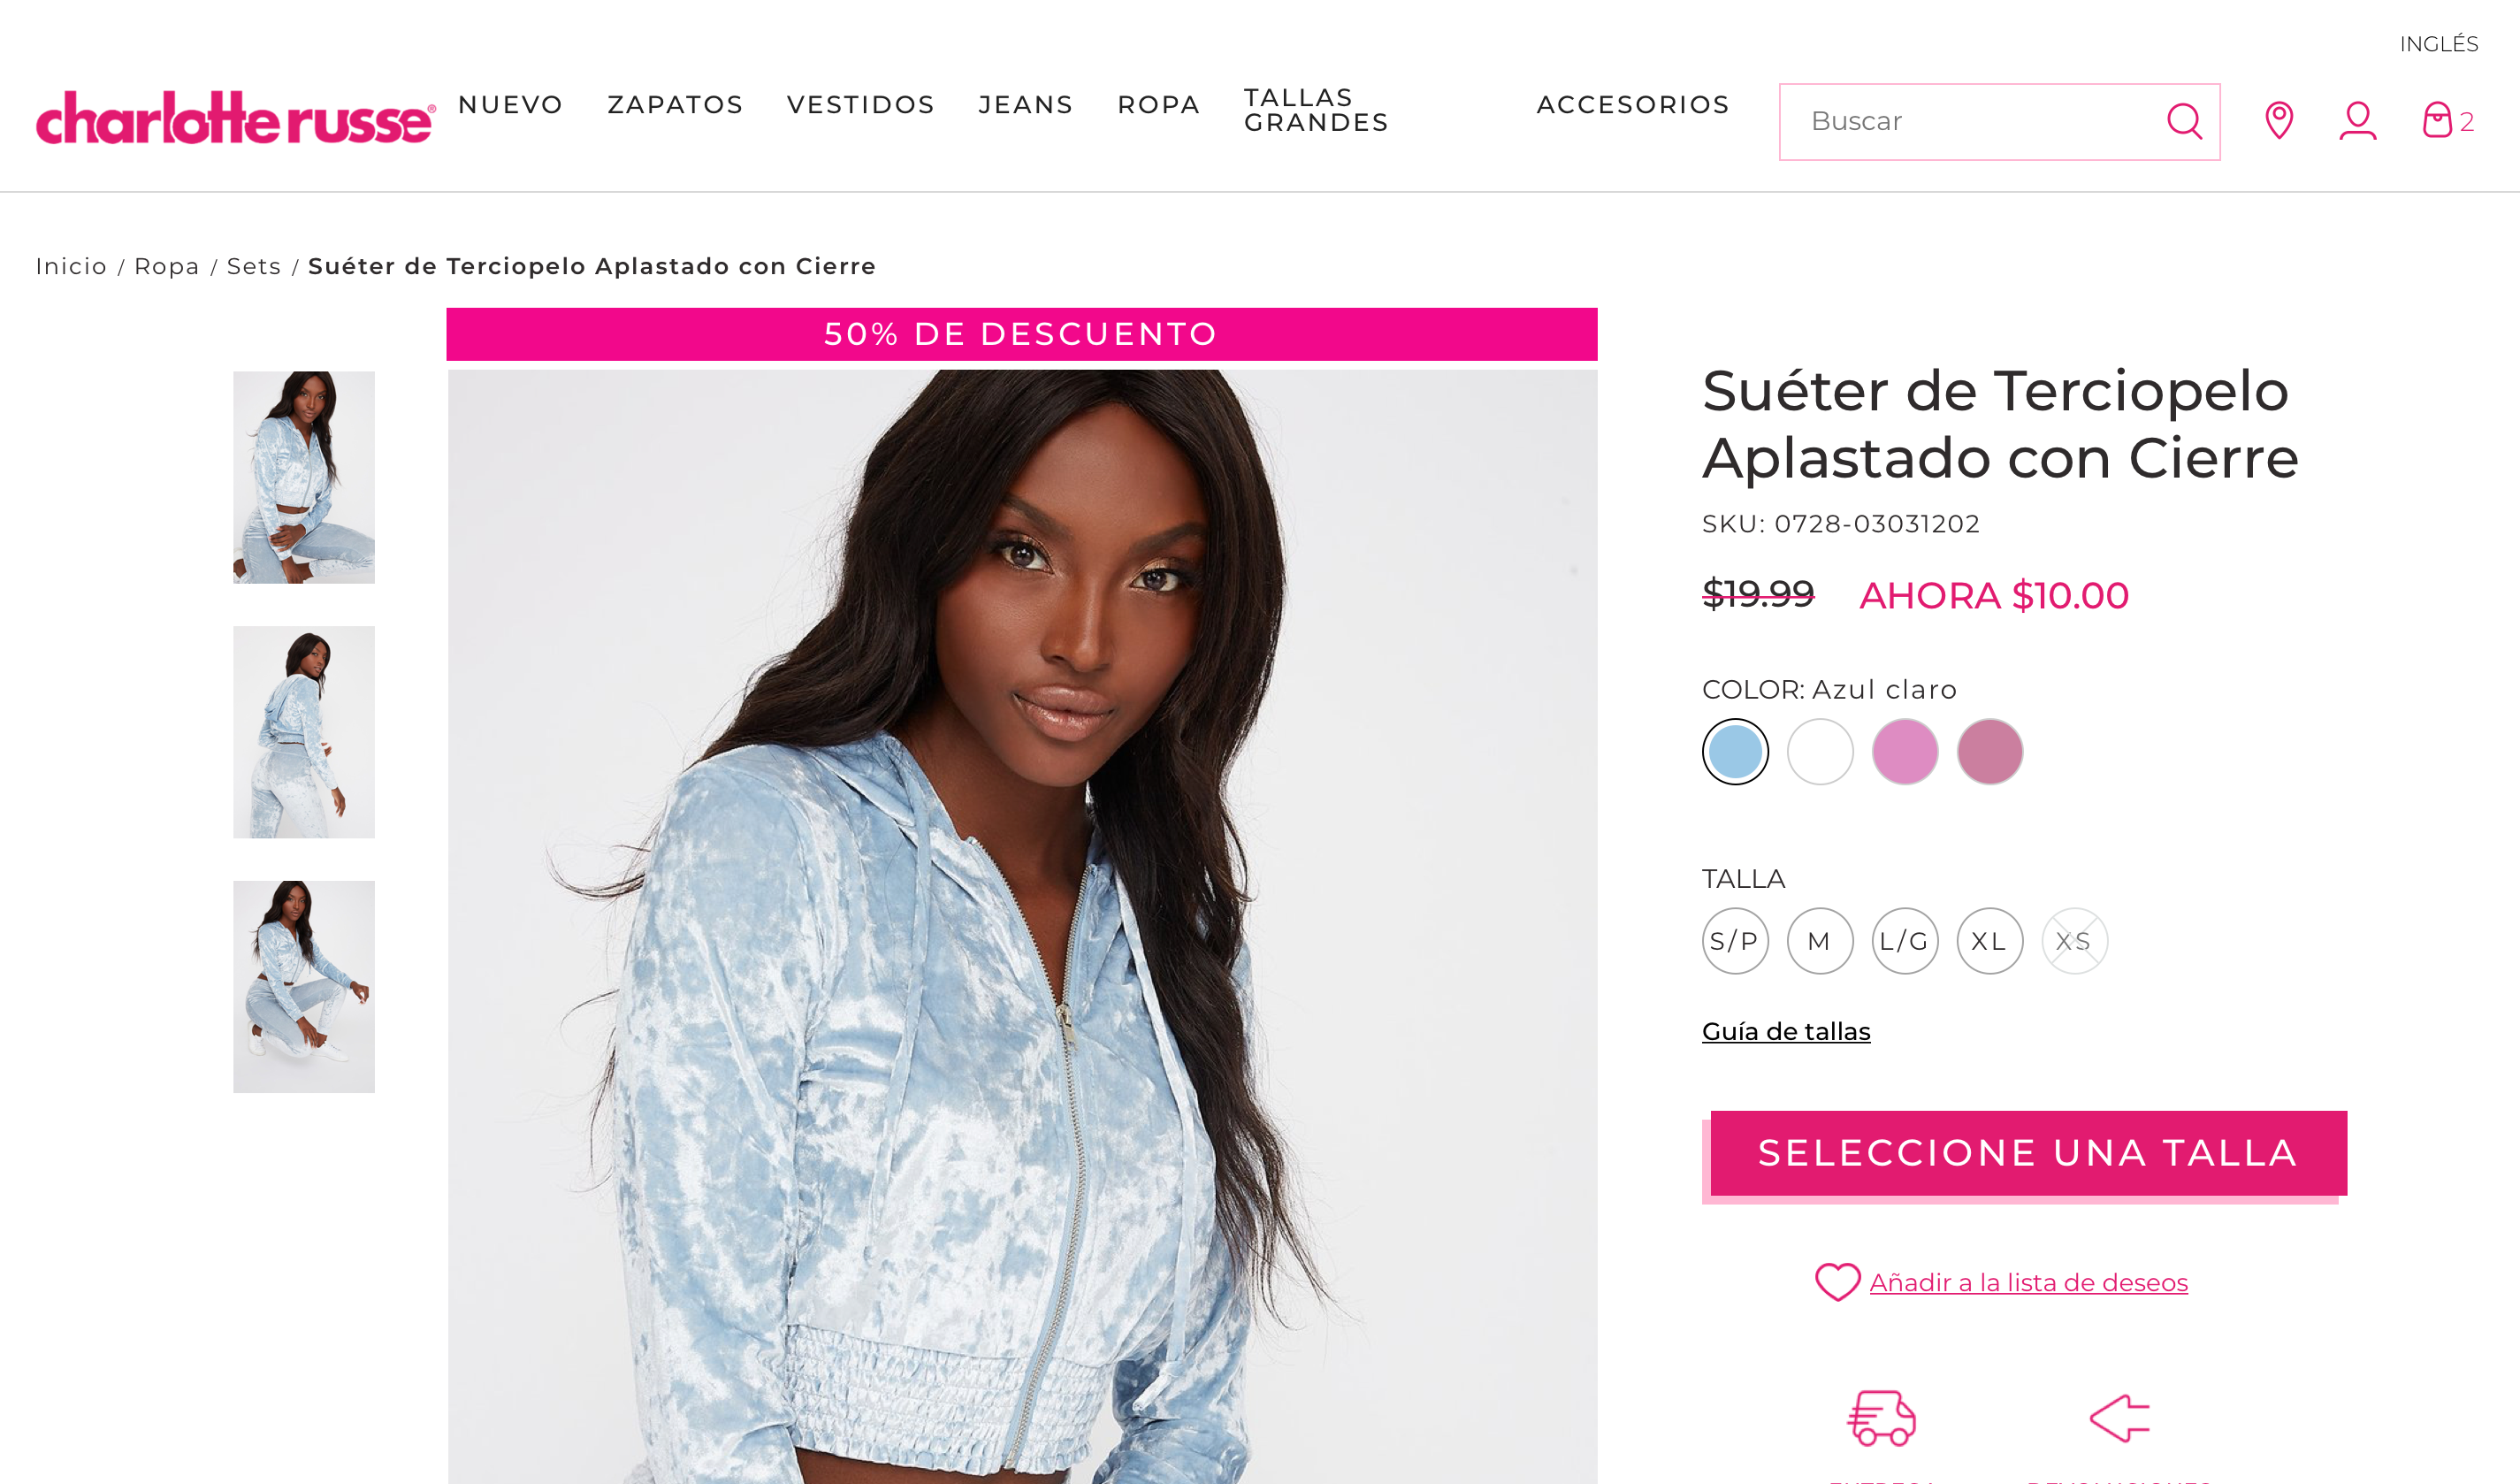 INGLÉS
charlotte russe®
NUEVO
ZAPATOS
VESTIDOS
JEANS
ROPA
TALLAS
GRANDES
ACCESORIOS
Buscar
2
Inicio / Ropa / Sets / Suéter de Terciopelo Aplastado con Cierre
50% DE DESCUENTO
Suéter de Terciopelo
Aplastado con Cierre
SKU: 0728-03031202
$19.99 AHORA $10.00
COLOR: Azul claro
TALLA
S/P M L/G XL XS
Guía de tallas
SELECCIONE UNA TALLA
Añadir a la lista de deseos